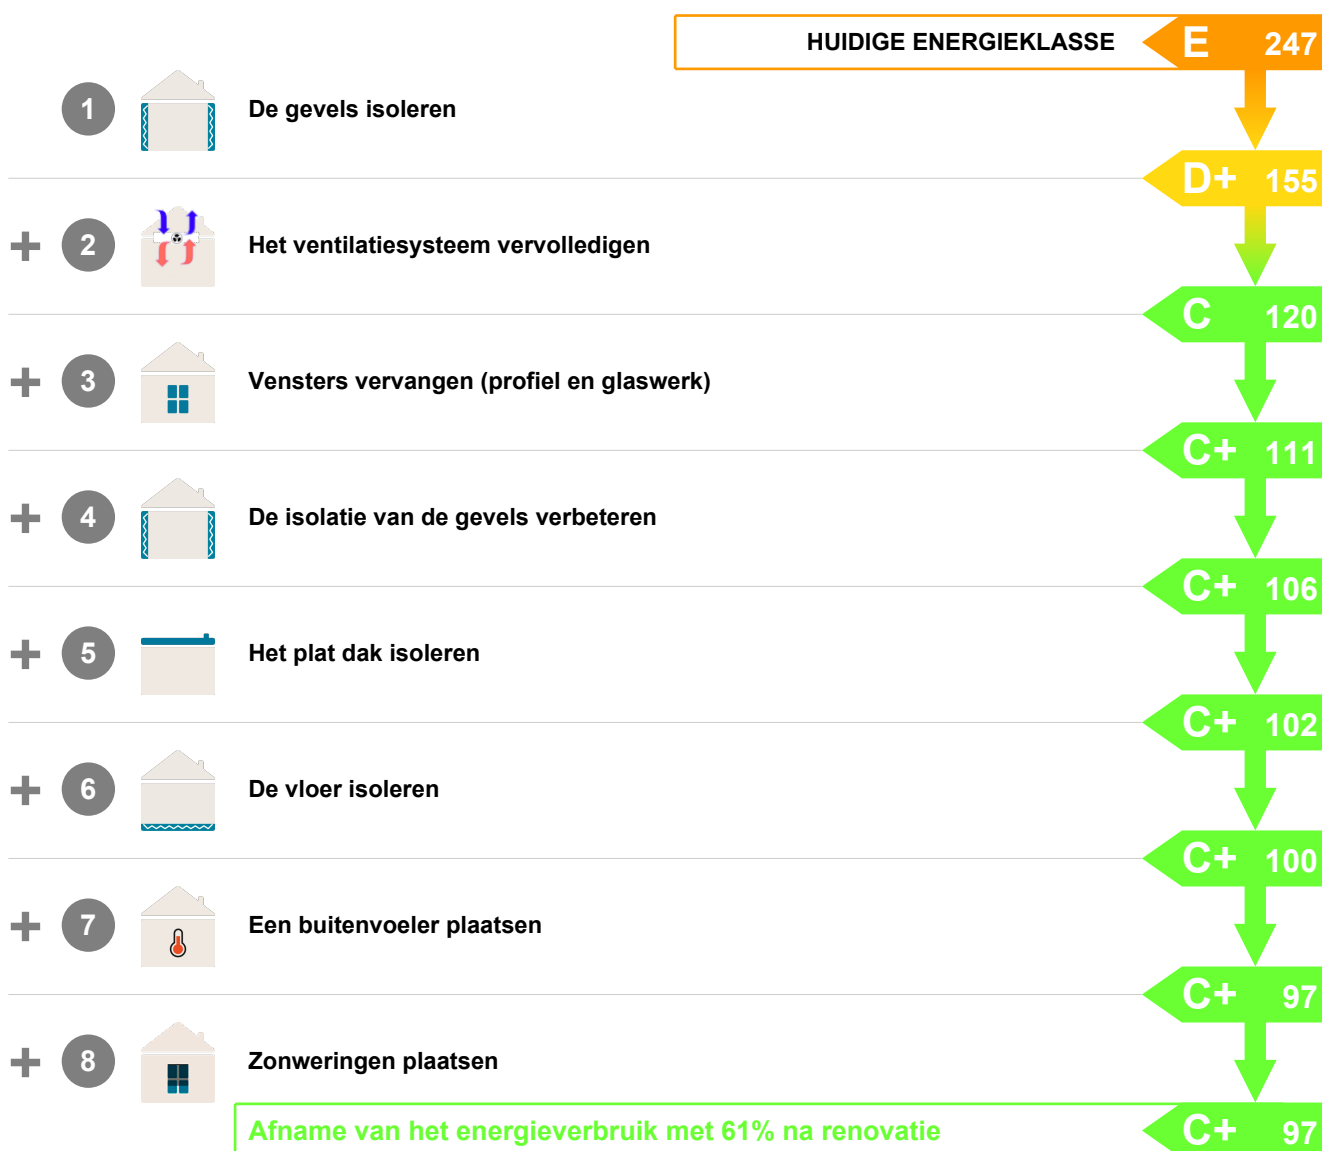 HUIDIGE ENERGIEKLASSE E 247
1 De gevels isoleren
D+ 155
+ 2 Het ventilatiesysteem vervolledigen
C 120
+ 3 Vensters vervangen (profiel en glaswerk)
C+ 111
+ 4 De isolatie van de gevels verbeteren
C+ 106
+ 5 Het plat dak isoleren
C+ 102
+ 6 De vloer isoleren
C+ 100
+ 7 Een buitenvoeler plaatsen
C+ 97
+ 8 Zonweringen plaatsen
Afname van het energieverbruik met 61% na renovatie C+ 97